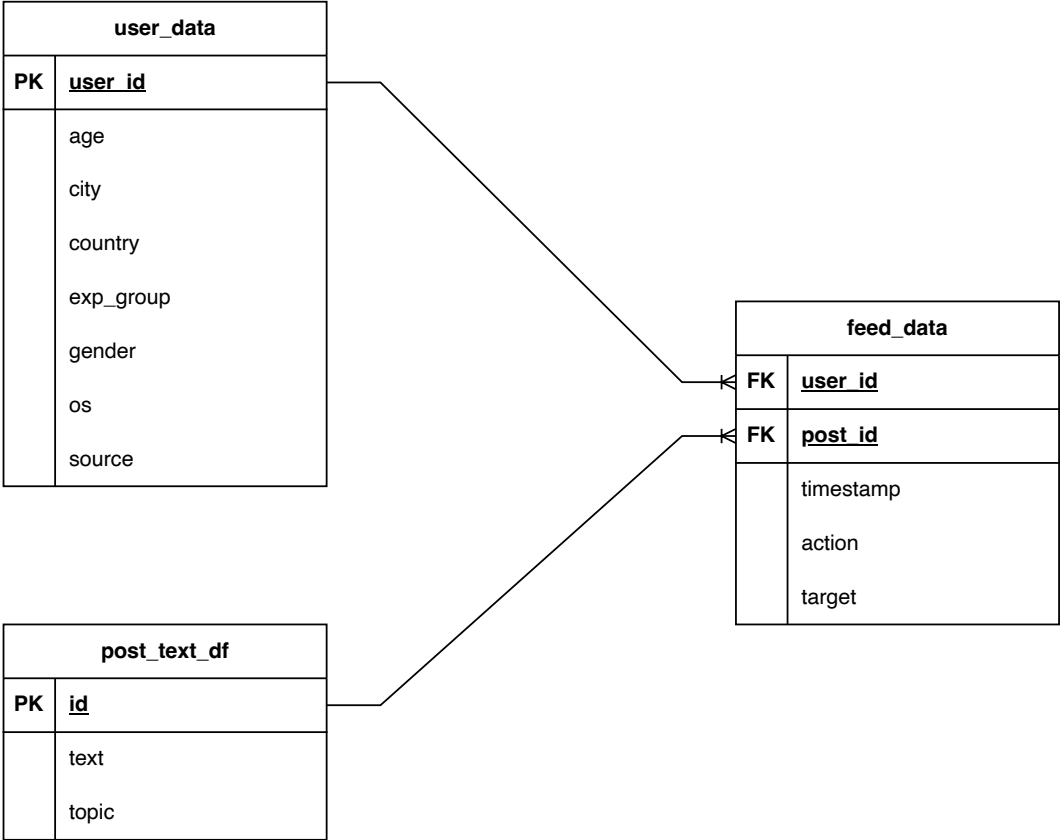 user_data
PK user_id
age
city
country
exp_group
gender
os
source
feed_data
FK user_id
FK post_id
timestamp
action
target
post_text_df
PK id
text
topic